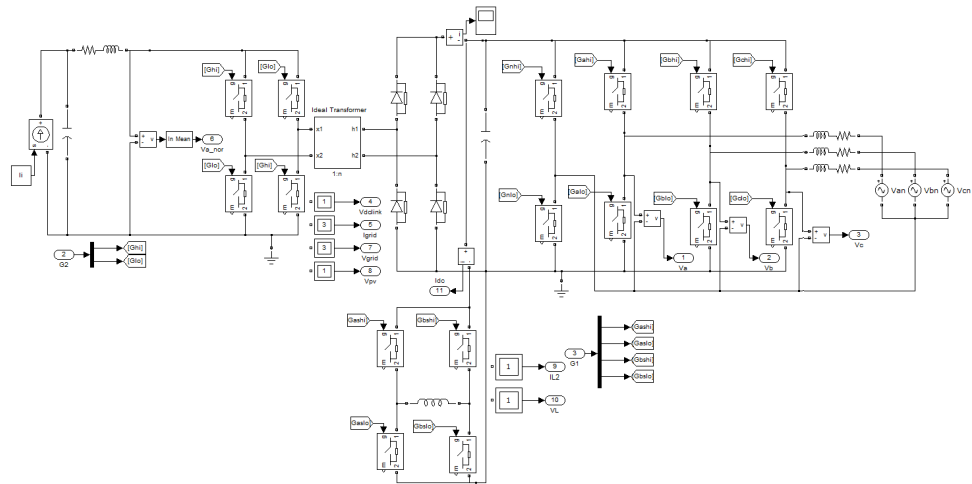 [Ghi]
[Glo]
Ideal Transformer
x1
h1
x2
h2
1:n
[Glo]
[Ghi]
Ii
s
+
-
v
In Mean
6
Va_nor
2
G2
[Ghi]
[Glo]
1
4
Vddlink
3
5
Igrid
3
7
Vgrid
1
8
Vpv
+
i
-
Idc
11
[Gnhi]
[Gahi]
[Gbhi]
[Gchi]
[Gnlo]
[Galo]
[Gblo]
[Gclo]
Van
Vbn
Vcn
+
-
v
1
Va
+
-
v
2
Vb
+
-
v
3
Vc
[Gashi]
[Gbshi]
[Gaslo]
[Gbslo]
1
9
IL2
1
10
VL
3
G1
[Gashi]
[Gaslo]
[Gbshi]
[Gbslo]
g
m
1
2